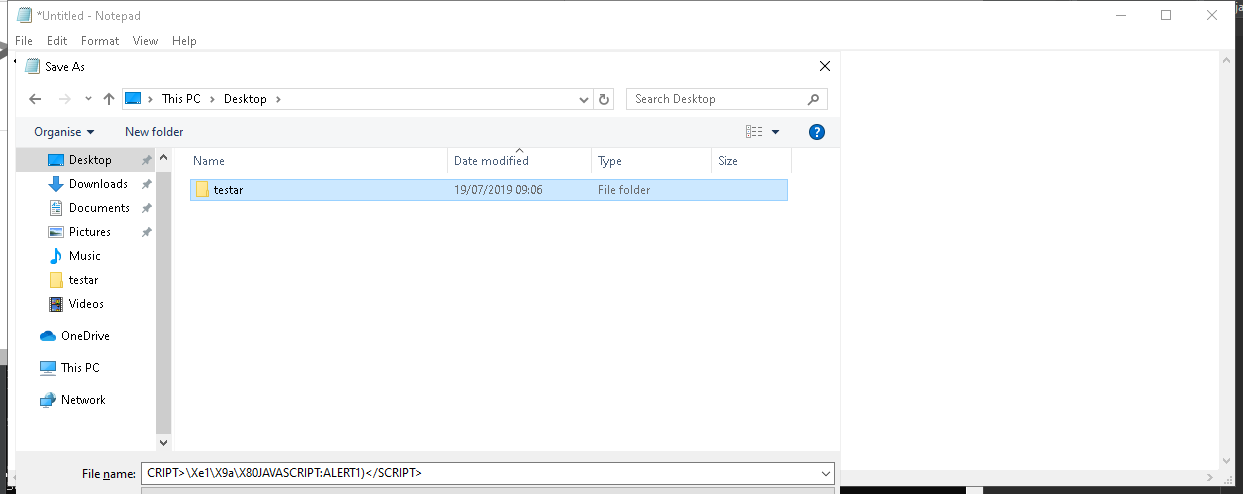 *Untitled - Notepad
File Edit Format View Help
Save As
This PC Desktop
Search Desktop
Organise New folder
Name Date modified Type Size
testar 19/07/2019 09:06 File folder
Desktop
Downloads
Documents
Pictures
Music
testar
Videos
OneDrive
This PC
Network
File name: CRIPT>\Xe1\X9a\X80JAVASCRIPT:ALERT1)</SCRIPT>